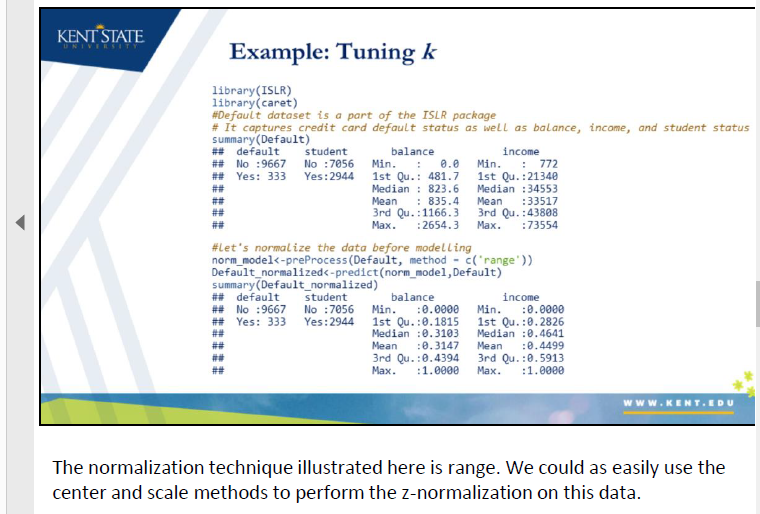 KENT STATE
UNIVERSITY
Example: Tuning k
library(ISLR)
library(caret)
#Default dataset is a part of the ISLR package
# It captures credit card default status as well as balance, income, and student status
summary(Default)
## default student balance income
## No :9667 No :7056 Min. : 0.0 Min. : 772
## Yes: 333 Yes:2944 1st Qu.: 481.7 1st Qu.:21340
## Median : 823.6 Median :34553
## Mean : 835.4 Mean :33517
## 3rd Qu.:1166.3 3rd Qu.:43808
## Max. :2654.3 Max. :73554
#Let's normalize the data before modelling
norm_model<-preProcess(Default, method = c('range'))
Default_normalized<-predict(norm_model,Default)
summary(Default_normalized)
## default student balance income
## No :9667 No :7056 Min. :0.0000 Min. :0.0000
## Yes: 333 Yes:2944 1st Qu.:0.1815 1st Qu.:0.2826
## Median :0.3103 Median :0.4641
## Mean :0.3147 Mean :0.4499
## 3rd Qu.:0.4394 3rd Qu.:0.5913
## Max. :1.0000 Max. :1.0000
WWW.KENT.EDU
The normalization technique illustrated here is range. We could as easily use the
center and scale methods to perform the z-normalization on this data.